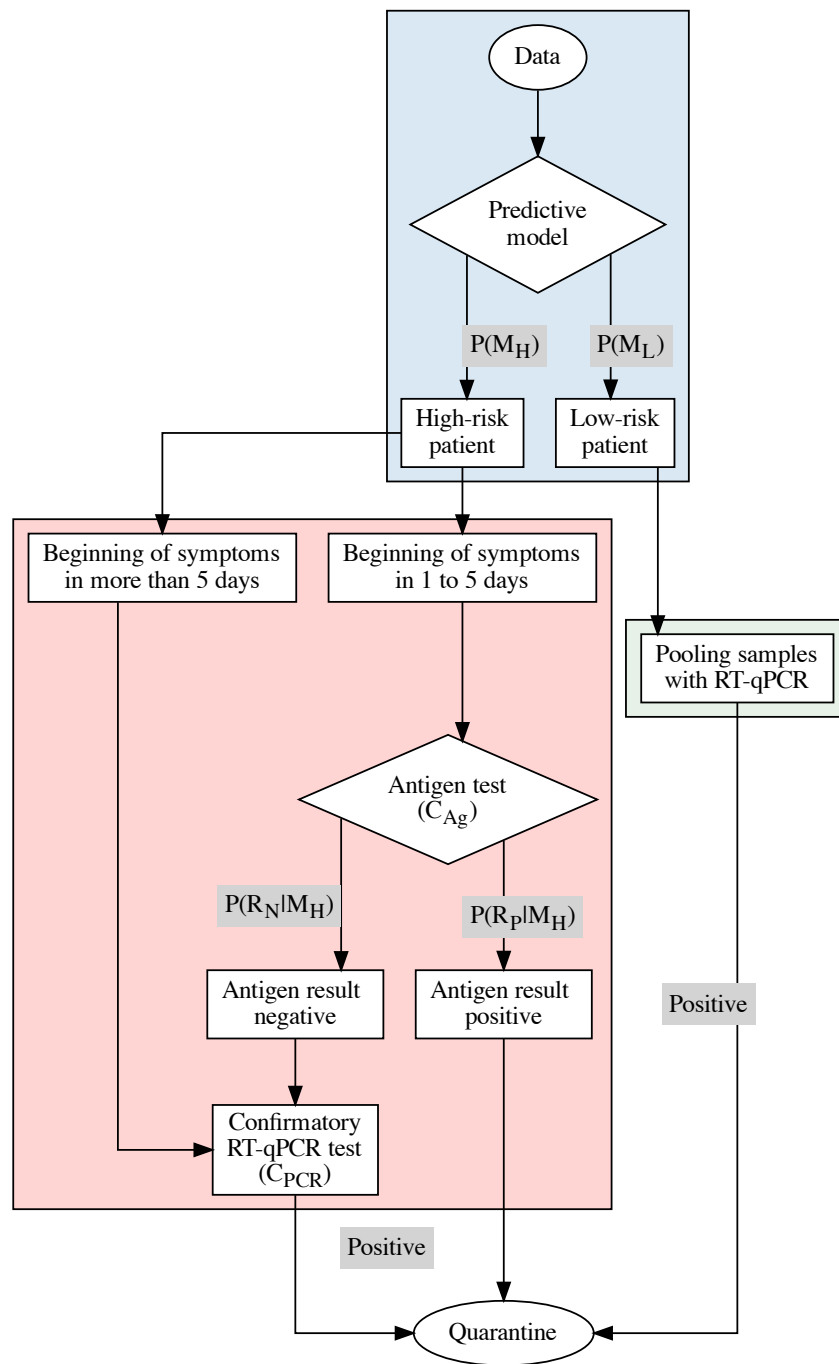 Data
Predictive
model
P(M_H)
P(M_L)
High-risk
patient
Low-risk
patient
Beginning of symptoms
in more than 5 days
Beginning of symptoms
in 1 to 5 days
Pooling samples
with RT-qPCR
Antigen test
(C_Ag)
P(R_N|M_H)
P(R_P|M_H)
Antigen result
negative
Antigen result
positive
Positive
Confirmatory
RT-qPCR test
(C_PCR)
Positive
Quarantine